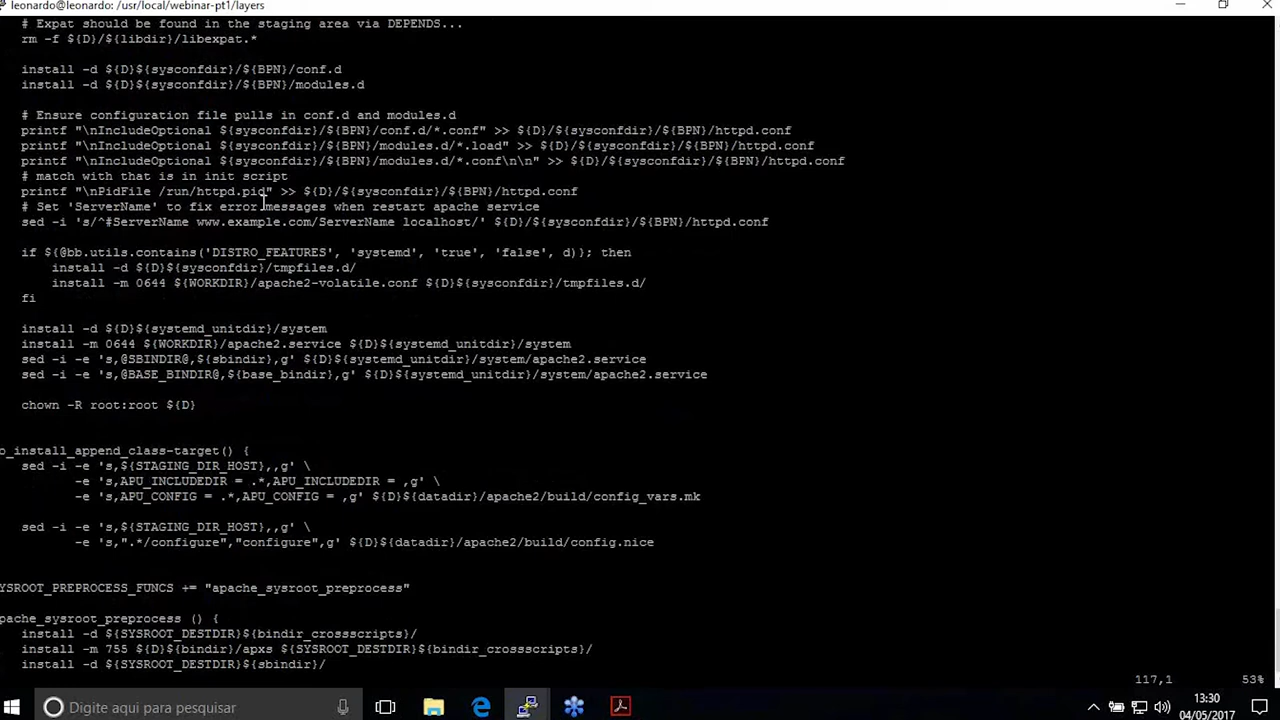 leonardo@leonardo: /usr/local/webinar-pt1/layers
# Expat should be found in the staging area via DEPENDS...
rm -f ${D}/${libdir}/libexpat.*
install -d ${D}${sysconfdir}/${BPN}/conf.d
install -d ${D}${sysconfdir}/${BPN}/modules.d
# Ensure configuration file pulls in conf.d and modules.d
printf "\nIncludeOptional ${sysconfdir}/${BPN}/conf.d/*.conf" >> ${D}/${sysconfdir}/${BPN}/httpd.conf
printf "\nIncludeOptional ${sysconfdir}/${BPN}/modules.d/*.load" >> ${D}/${sysconfdir}/${BPN}/httpd.conf
printf "\nIncludeOptional ${sysconfdir}/${BPN}/modules.d/*.conf\n\n" >> ${D}/${sysconfdir}/${BPN}/httpd.conf
# match with that is in init script
printf "\nPidFile /run/httpd.pid" >> ${D}/${sysconfdir}/${BPN}/httpd.conf
# Set 'ServerName' to fix error messages when restart apache service
sed -i 's/^#ServerName www.example.com/ServerName localhost/' ${D}/${sysconfdir}/${BPN}/httpd.conf
if ${@bb.utils.contains('DISTRO_FEATURES', 'systemd', 'true', 'false', d)}; then
install -d ${D}${sysconfdir}/tmpfiles.d/
install -m 0644 ${WORKDIR}/apache2-volatile.conf ${D}${sysconfdir}/tmpfiles.d/
fi
install -d ${D}${systemd_unitdir}/system
install -m 0644 ${WORKDIR}/apache2.service ${D}${systemd_unitdir}/system
sed -i -e 's,@SBINDIR@,${sbindir},g' ${D}${systemd_unitdir}/system/apache2.service
sed -i -e 's,@BASE_BINDIR@,${base_bindir},g' ${D}${systemd_unitdir}/system/apache2.service
chown -R root:root ${D}
o_install_append_class-target() {
sed -i -e 's,${STAGING_DIR_HOST},,g' \
-e 's,APU_INCLUDEDIR = .*,APU_INCLUDEDIR = ,g' \
-e 's,APU_CONFIG = .*,APU_CONFIG = ,g' ${D}${datadir}/apache2/build/config_vars.mk
sed -i -e 's,${STAGING_DIR_HOST},,g' \
-e 's,".*/configure","configure",g' ${D}${datadir}/apache2/build/config.nice
YSROOT_PREPROCESS_FUNCS += "apache_sysroot_preprocess"
pache_sysroot_preprocess () {
install -d ${SYSROOT_DESTDIR}${bindir_crossscripts}/
install -m 755 ${D}${bindir}/apxs ${SYSROOT_DESTDIR}${bindir_crossscripts}/
install -d ${SYSROOT_DESTDIR}${sbindir}/
117,1 53%
Digite aqui para pesquisar
13:30
04/05/2017